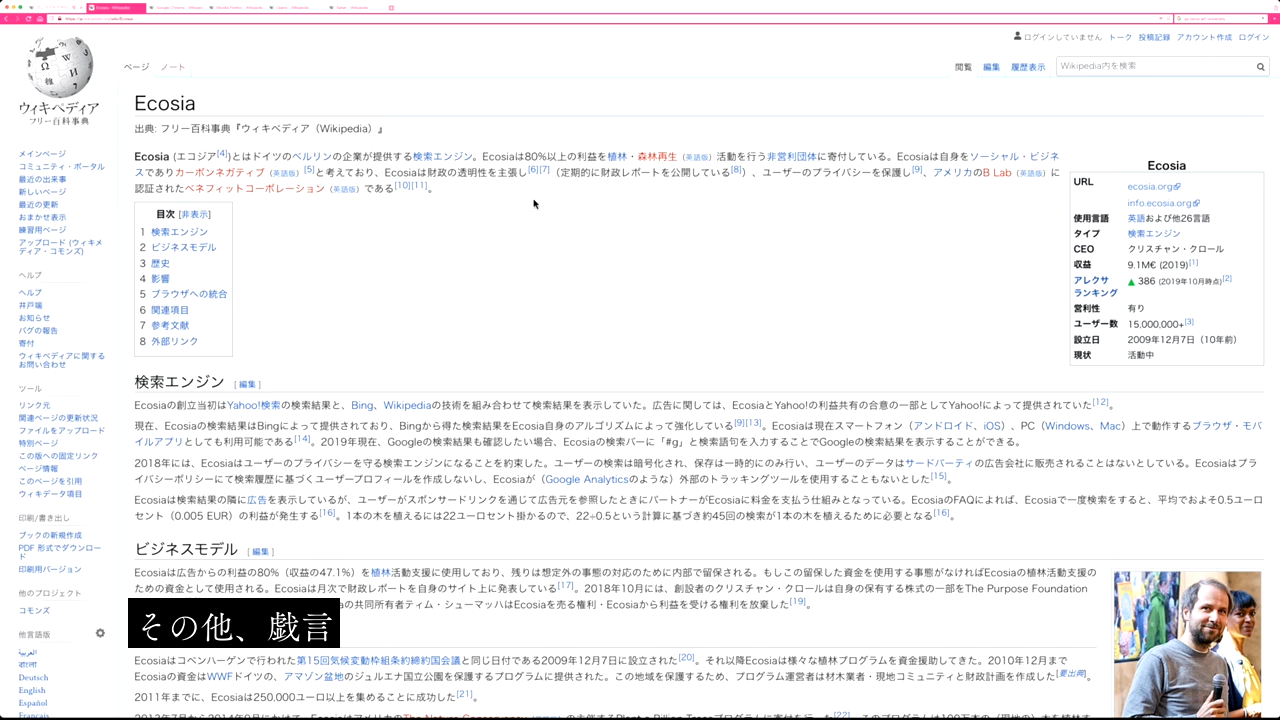 Ecosia - Wikipedia
ログインしていません トーク 投稿記録 アカウント作成 ログイン
ページ ノート 閲覧 編集 履歴表示 Wikipedia内を検索
ウィキペディア
フリー百科事典
メインページ
コミュニティ・ポータル
最近の出来事
新しいページ
最近の更新
おまかせ表示
練習用ページ
アップロード (ウィキメ
ディア・コモンズ)
ヘルプ
ヘルプ
井戸端
お知らせ
バグの報告
寄付
ウィキペディアに関する
お問い合わせ
ツール
リンク元
関連ページの更新状況
ファイルをアップロード
特別ページ
この版への固定リンク
ページ情報
このページを引用
ウィキデータ項目
印刷/書き出し
ブックの新規作成
PDF 形式でダウンロー
ド
印刷用バージョン
他のプロジェクト
コモンズ
他言語版
العربية
বাংলা
Deutsch
English
Español
Français
Ecosia
出典: フリー百科事典『ウィキペディア（Wikipedia）』
Ecosia (エコジア[4])とはドイツのベルリンの企業が提供する検索エンジン。Ecosiaは80%以上の利益を植林・森林再生（英語版）活動を行う非営利団体に寄付している。Ecosiaは自身をソーシャル・ビジネ
スでありカーボンネガティブ（英語版）[5]と考えており、Ecosiaは財政の透明性を主張し[6][7]（定期的に財政レポートを公開している[8]）、ユーザーのプライバシーを保護し[9]、アメリカのB Lab（英語版）に
認証されたベネフィットコーポレーション（英語版）である[10][11]。
目次 [非表示]
1 検索エンジン
2 ビジネスモデル
3 歴史
4 影響
5 ブラウザへの統合
6 関連項目
7 参考文献
8 外部リンク
Ecosia
URL ecosia.org
info.ecosia.org
使用言語 英語および他26言語
タイプ 検索エンジン
CEO クリスチャン・クロール
収益 9.1M€ (2019)[1]
アレクサ
ランキング ▲ 386 (2019年10月時点)[2]
営利性 有り
ユーザー数 15,000,000+[3]
設立日 2009年12月7日（10年前）
現状 活動中
検索エンジン [ 編集 ]
Ecosiaの創立当初はYahoo!検索の検索結果と、Bing、Wikipediaの技術を組み合わせて検索結果を表示していた。広告に関しては、EcosiaとYahoo!の利益共有の合意の一部としてYahoo!によって提供されていた[12]。
現在、Ecosiaの検索結果はBingによって提供されており、Bingから得た検索結果をEcosia自身のアルゴリズムによって強化している[9][13]。Ecosiaは現在スマートフォン（アンドロイド、iOS）、PC（Windows、Mac）上で動作するブラウザ・モバ
イルアプリとしても利用可能である[14]。2019年現在、Googleの検索結果も確認したい場合、Ecosiaの検索バーに「#g」と検索語を入力することでGoogleの検索結果を表示することができる。
2018年には、Ecosiaはユーザーのプライバシーを守る検索エンジンになることを約束した。ユーザーの検索は暗号化され、保存は一時的にのみ行い、ユーザーのデータはサードパーティの広告会社に販売されることはないとしている。Ecosiaはプラ
イバシーポリシーにて検索履歴に基づくユーザープロフィールを作成しないし、Ecosiaが（Google Analyticsのような）外部のトラッキングツールを使用することもないとした[15]。
Ecosiaは検索結果の隣に広告を表示しているが、ユーザーがスポンサードリンクを通じて広告元を参照したときにパートナーがEcosiaに料金を支払う仕組みとなっている。EcosiaのFAQによれば、Ecosiaで一度検索をすると、平均でおよそ0.5ユーロ
セント（0.005 EUR）の利益が発生する[16]。1本の木を植えるには22ユーロセント掛かるので、22÷0.5という計算に基づき約45回の検索が1本の木を植えるために必要となる[16]。
ビジネスモデル [ 編集 ]
Ecosiaは広告からの利益の80%（収益の47.1%）を植林活動支援に使用しており、残りは想定外の事態の対応のために内部で留保される。もしこの留保した資金を使用する事態がなければEcosiaの植林活動支援の
ための資金として使用される。Ecosiaは月次で財政レポートを自身のサイト上に発表している[17]。2018年10月には、創設者のクリスチャン・クロールは自身の保有する株式の一部をThe Purpose Foundation
aの共同所有者ティム・シューマッハはEcosiaを売る権利・Ecosiaから利益を受ける権利を放棄した[19]。
その他、戯言
Ecosiaはコペンハーゲンで行われた第15回気候変動枠組条約締約国会議と同じ日付である2009年12月7日に設立された[20]。それ以降Ecosiaは様々な植林プログラムを資金援助してきた。2010年12月まで
Ecosiaの資金はWWFドイツの、アマゾン盆地のジュルエナ国立公園を保護するプログラムに提供された。この地域を保護するため、プログラム運営者は材木業者・現地コミュニティと財政計画を作成した[要出典]。
2011年までに、Ecosiaは250,000ユーロ以上を集めることに成功した[21]。